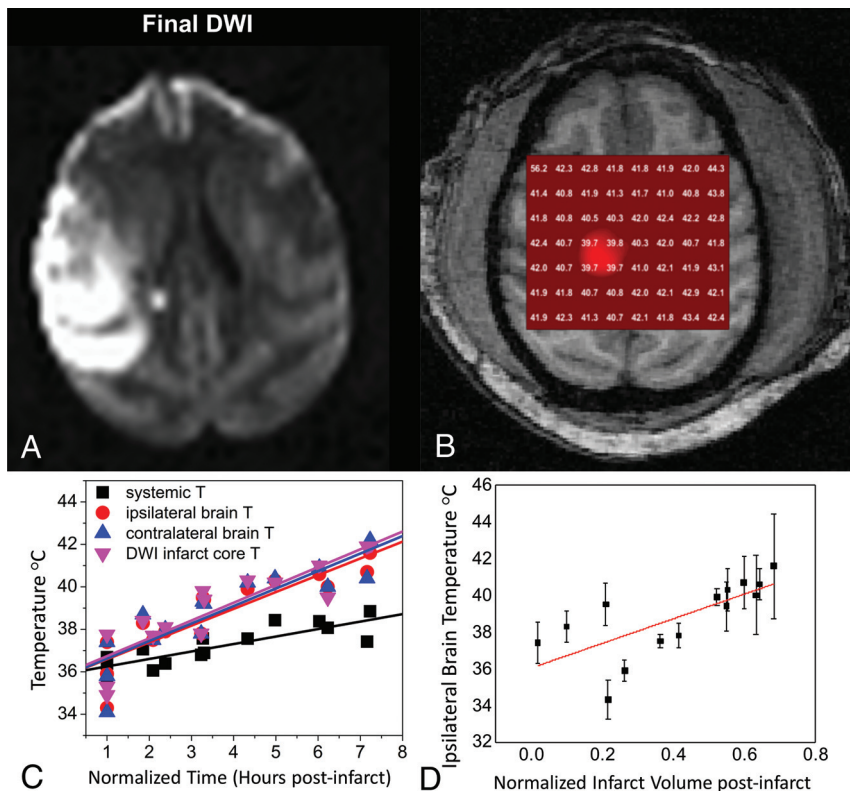 Final DWI
A
56.2 42.3 42.8 41.8 41.8 41.9 42.0 44.3
41.4 40.8 41.9 41.3 41.7 41.0 40.8 43.8
41.8 40.8 40.5 40.3 42.0 42.4 42.2 42.8
42.4 40.7 39.7 39.8 40.3 42.0 40.7 41.8
42.0 40.7 39.7 39.7 41.0 42.1 41.9 43.1
41.9 41.8 40.7 40.8 42.0 42.1 42.9 42.1
41.9 42.3 41.3 40.7 42.1 41.8 43.4 42.4
B
systemic T
ipsilateral brain T
contralateral brain T
DWI infarct core T
Temperature °C
44
42
40
38
36
34
1 2 3 4 5 6 7 8
Normalized Time (Hours post-infarct)
C
Ipsilateral Brain Temperature °C
46
44
42
40
38
36
34
32
0.0 0.2 0.4 0.6 0.8
Normalized Infarct Volume post-infarct
D